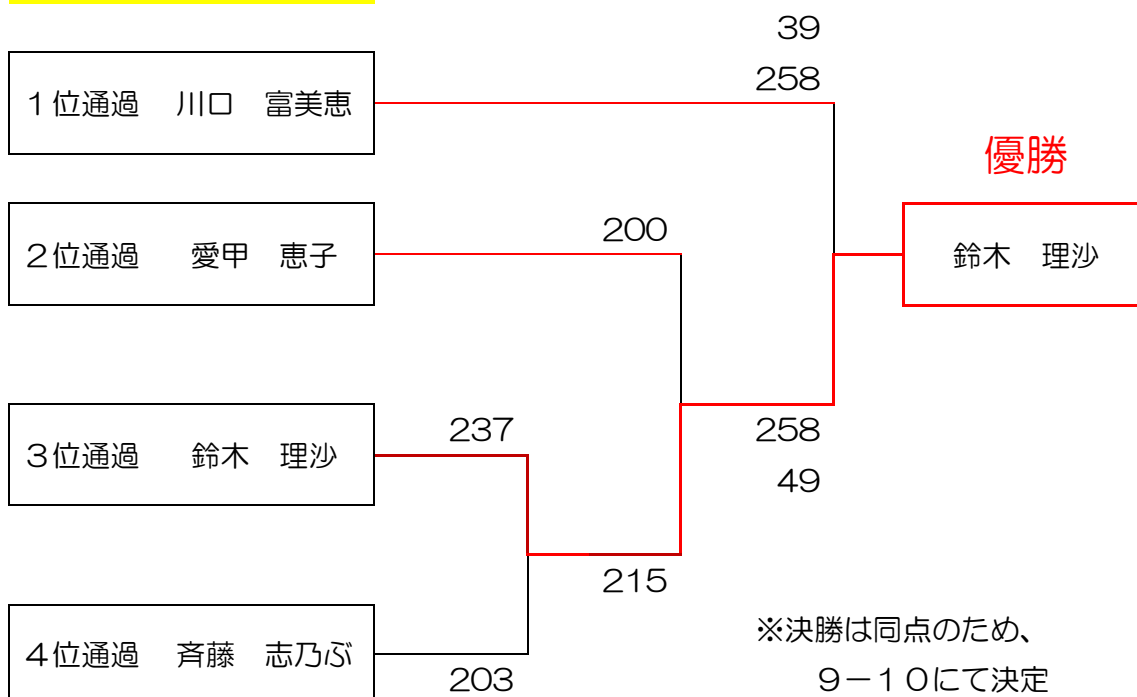 39
258
1位通過　川口　富美恵
優勝
2位通過　愛甲　恵子
200
鈴木　理沙
3位通過　鈴木　理沙
237
258
49
215
4位通過　斉藤　志乃ぶ
203
※決勝は同点のため、
９－１０にて決定